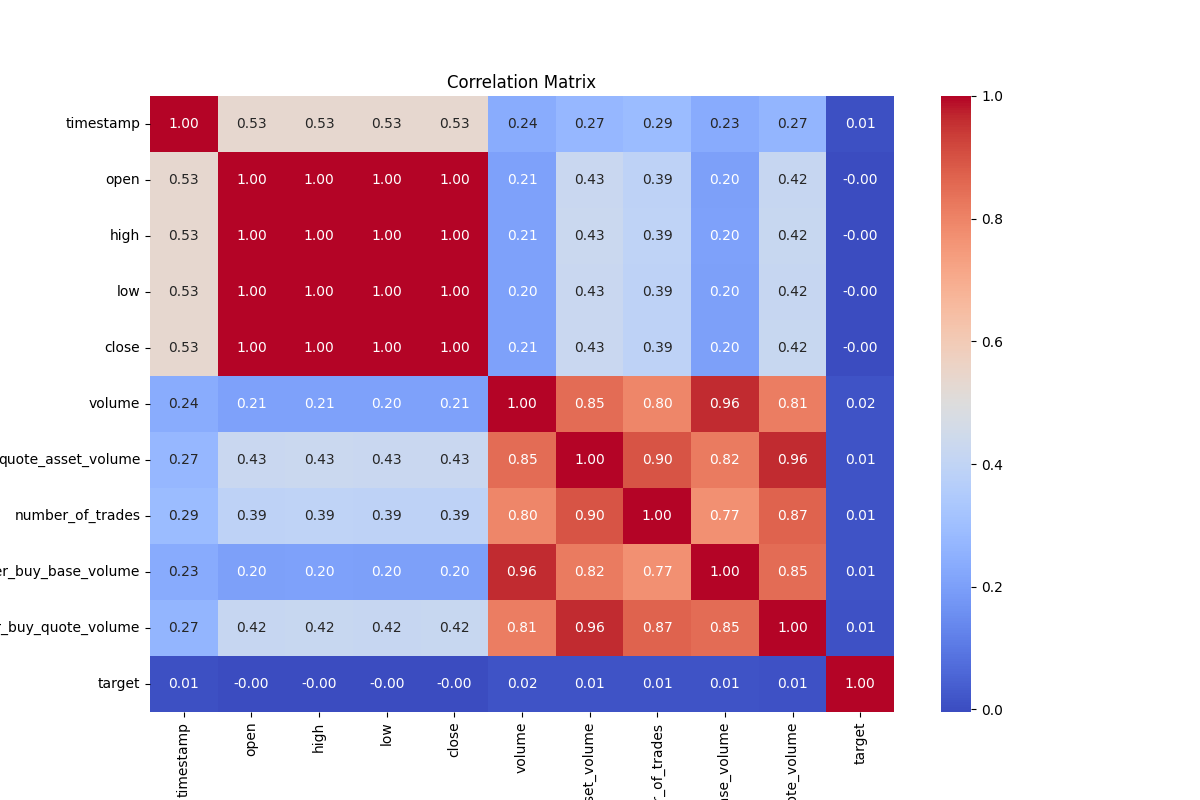 Correlation Matrix
timestamp 1.00 0.53 0.53 0.53 0.53 0.24 0.27 0.29 0.23 0.27 0.01
open 0.53 1.00 1.00 1.00 1.00 0.21 0.43 0.39 0.20 0.42 -0.00
high 0.53 1.00 1.00 1.00 1.00 0.21 0.43 0.39 0.20 0.42 -0.00
low 0.53 1.00 1.00 1.00 1.00 0.20 0.43 0.39 0.20 0.42 -0.00
close 0.53 1.00 1.00 1.00 1.00 0.21 0.43 0.39 0.20 0.42 -0.00
volume 0.24 0.21 0.21 0.20 0.21 1.00 0.85 0.80 0.96 0.81 0.02
quote_asset_volume 0.27 0.43 0.43 0.43 0.43 0.85 1.00 0.90 0.82 0.96 0.01
number_of_trades 0.29 0.39 0.39 0.39 0.39 0.80 0.90 1.00 0.77 0.87 0.01
er_buy_base_volume 0.23 0.20 0.20 0.20 0.20 0.96 0.82 0.77 1.00 0.85 0.01
r_buy_quote_volume 0.27 0.42 0.42 0.42 0.42 0.81 0.96 0.87 0.85 1.00 0.01
target 0.01 -0.00 -0.00 -0.00 -0.00 0.02 0.01 0.01 0.01 0.01 1.00
timestamp
open
high
low
close
volume
set_volume
r_of_trades
ase_volume
ote_volume
target
1.0
0.8
0.6
0.4
0.2
0.0